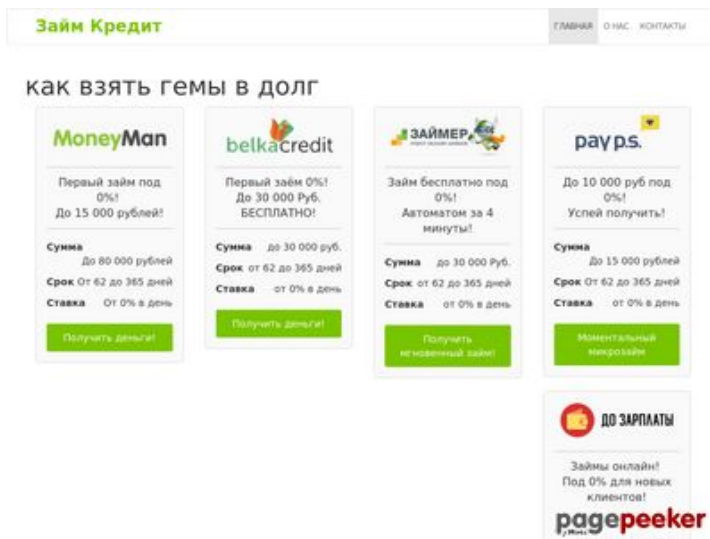 Займ Кредит
ГЛАВНАЯ О НАС. КОНТАКТЫ
как взять гемы в долг
MoneyMan
Первый займ под
0%!
До 15 000 рублей!
Сумма
До 80 000 рублей
Срок От 62 до 365 дней
Ставка От 0% в день
Получить деньги!
belkacredit
Первый заём 0%!
До 30 000 Руб.
БЕСПЛАТНО!
Сумма до 30 000 руб.
Срок от 62 до 365 дней
Ставка от 0% в день
Получить деньги!
ЗАЙМЕР
Займ бесплатно под
0%!
Автоматом за 4
минуты!
Сумма до 30 000 Руб.
Срок от 62 до 365 дней
Ставка от 0% в день
Получить
мгновенный займ!
pay p.s.
До 10 000 руб под
0%!
Успей получить!
Сумма
До 15 000 рублей
Срок От 62 до 365 дней
Ставка от 0% в день
Моментальный
микрозайм
ДО ЗАРПЛАТЫ
Займы онлайн!
Под 0% для новых
клиентов!
pagepeeker